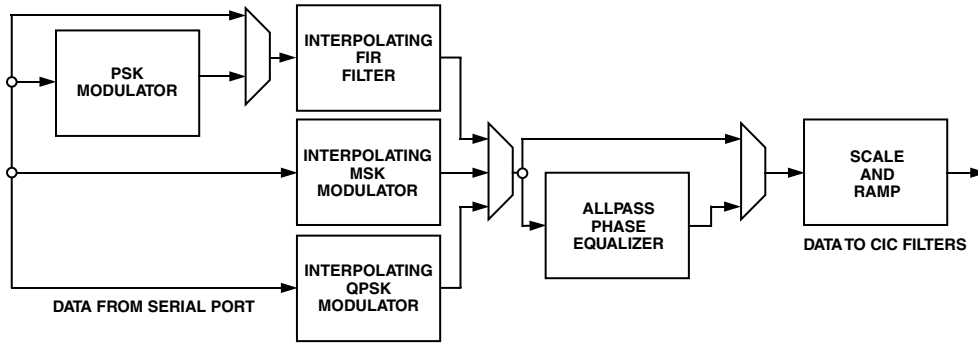 PSK
MODULATOR
INTERPOLATING
FIR
FILTER
INTERPOLATING
MSK
MODULATOR
INTERPOLATING
QPSK
MODULATOR
ALLPASS
PHASE
EQUALIZER
SCALE
AND
RAMP
DATA TO CIC FILTERS
DATA FROM SERIAL PORT